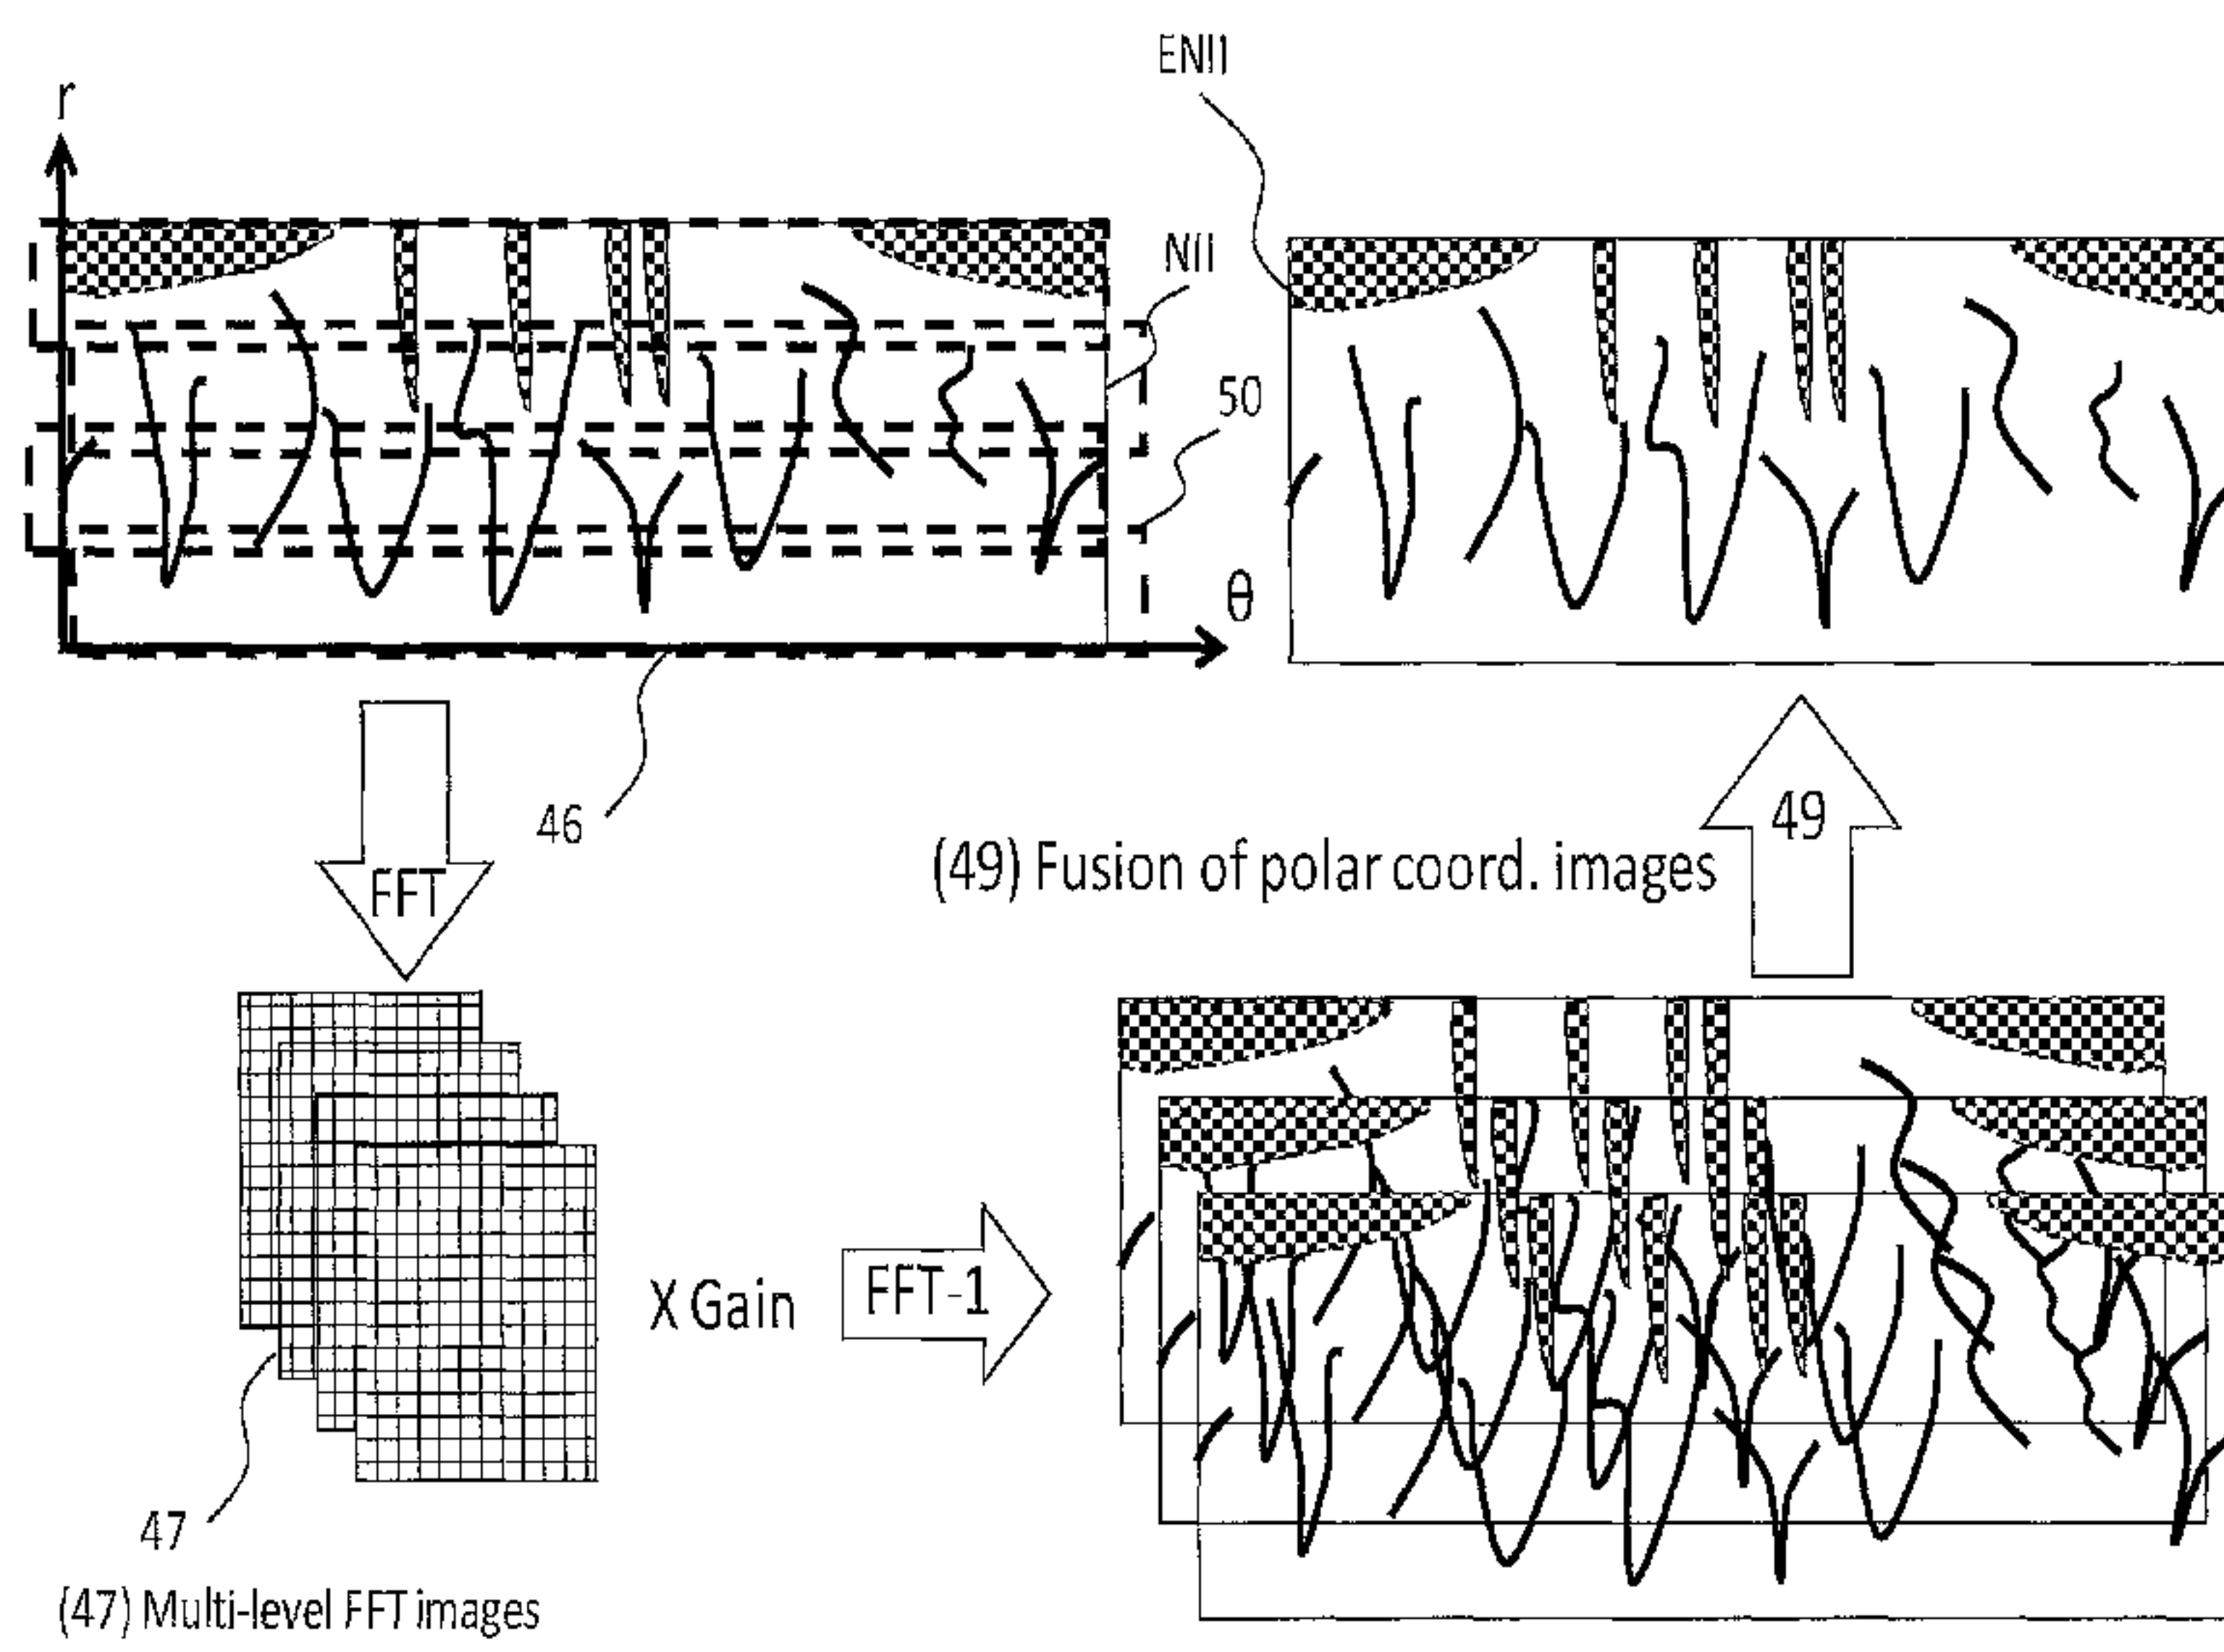 ENI1
r
NII
50
θ
46
49
(49) Fusion of polar coord. images
FFT
X Gain
FFT-1
47
(47) Multi-level FFT images